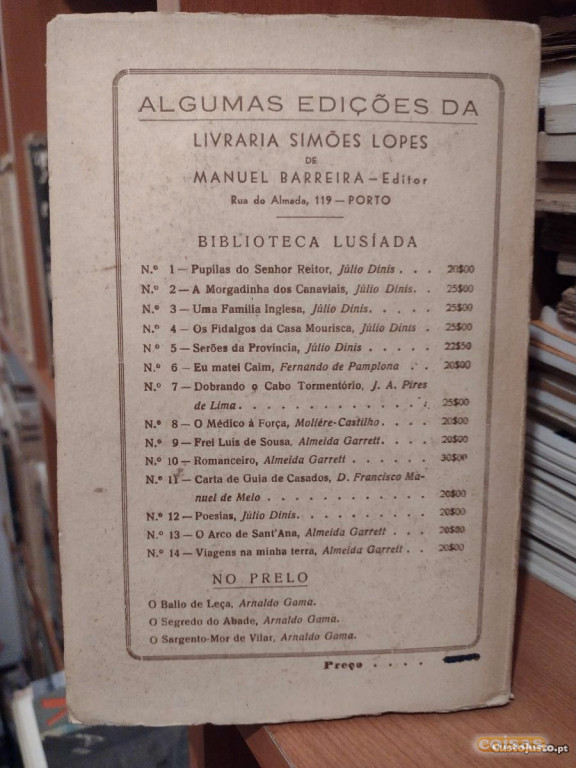 ALGUMAS EDIÇÕES DA
LIVRARIA SIMÕES LOPES
DE
MANUEL BARREIRA — Editor
Rua do Almada, 119 — PORTO
BIBLIOTECA LUSÍADA
N.º 1 — Pupilas do Senhor Reitor, Júlio Dinis . . . 20$00
N.º 2 — A Morgadinha dos Canaviais, Júlio Dinis. . 25$00
N.º 3 — Uma Família Inglesa, Júlio Dinis. . . . . 25$00
N.º 4 — Os Fidalgos da Casa Mourisca, Júlio Dinis . 25$00
N.º 5 — Serões da Província, Júlio Dinis . . . . . 22$50
N.º 6 — Eu matei Caim, Fernando de Pamplona . . . 20$00
N.º 7 — Dobrando o Cabo Tormentório, J. A. Pires
de Lima. . . . . . . . . . . . 25$00
N.º 8 — O Médico à Força, Molière-Castilho. . . . 20$00
N.º 9 — Frei Luís de Sousa, Almeida Garrett. . . . 20$00
N.º 10 — Romanceiro, Almeida Garrett . . . . . . 30$00
N.º 11 — Carta de Guia de Casados, D. Francisco Ma-
nuel de Melo . . . . . . . . . . 20$00
N.º 12 — Poesias, Júlio Dinis. . . . . . . . . 20$00
N.º 13 — O Arco de Sant'Ana, Almeida Garrett . . . 20$00
N.º 14 — Viagens na minha terra, Almeida Garrett . . 20$00
NO PRELO
O Balio de Leça, Arnaldo Gama.
O Segredo do Abade, Arnaldo Gama.
O Sargento-Mor de Vilar, Arnaldo Gama.
Preço . . . .
coisas
CustoJusto.pt